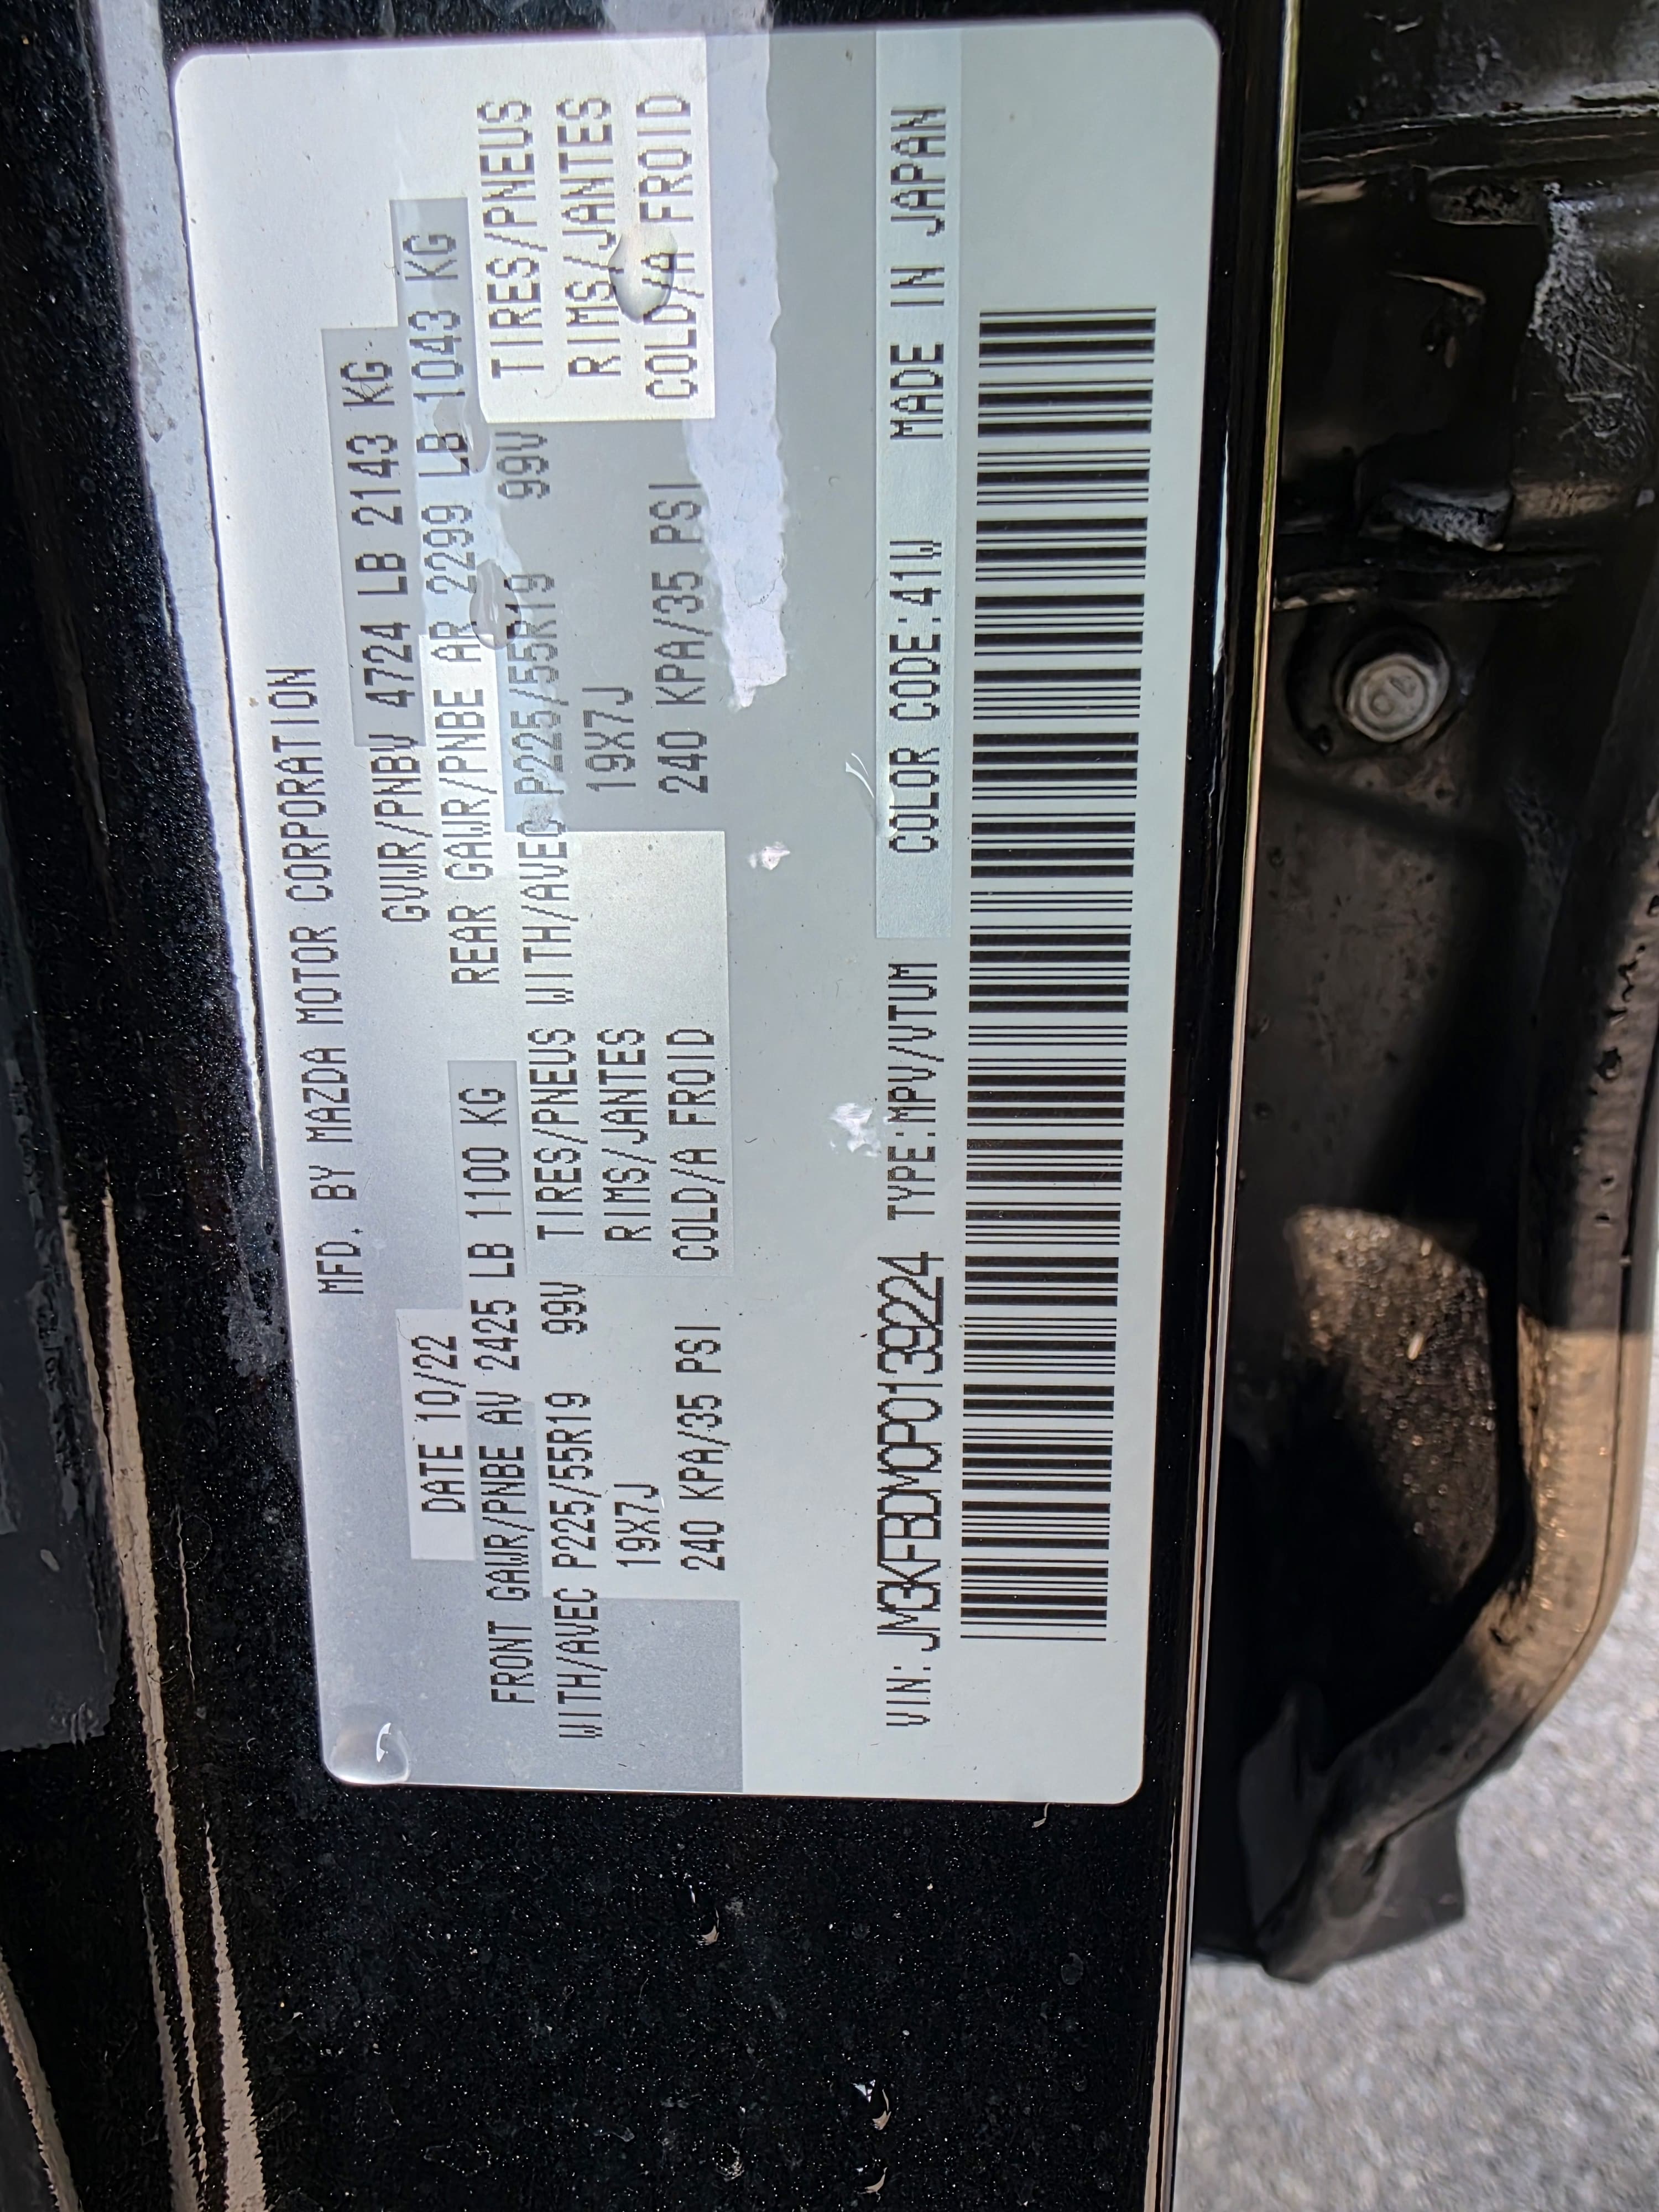 MFD. BY MAZDA MOTOR CORPORATION
DATE 10/22 GVWR/PNBV 4724 LB 2143 KG
FRONT GAWR/PNBE AV 2425 LB 1100 KG REAR GAWR/PNBE AR 2299 LB 1043 KG
WITH/AVEC P225/55R19 99V TIRES/PNEUS WITH/AVEC P225/55R19 99V TIRES/PNEUS
19X7J RIMS/JANTES 19X7J RIMS/JANTES
240 KPA/35 PSI COLD/A FROID 240 KPA/35 PSI COLD/A FROID
VIN: JM3KFBDM0P0139224 TYPE:MPV/VTUM COLOR CODE:41W MADE IN JAPAN